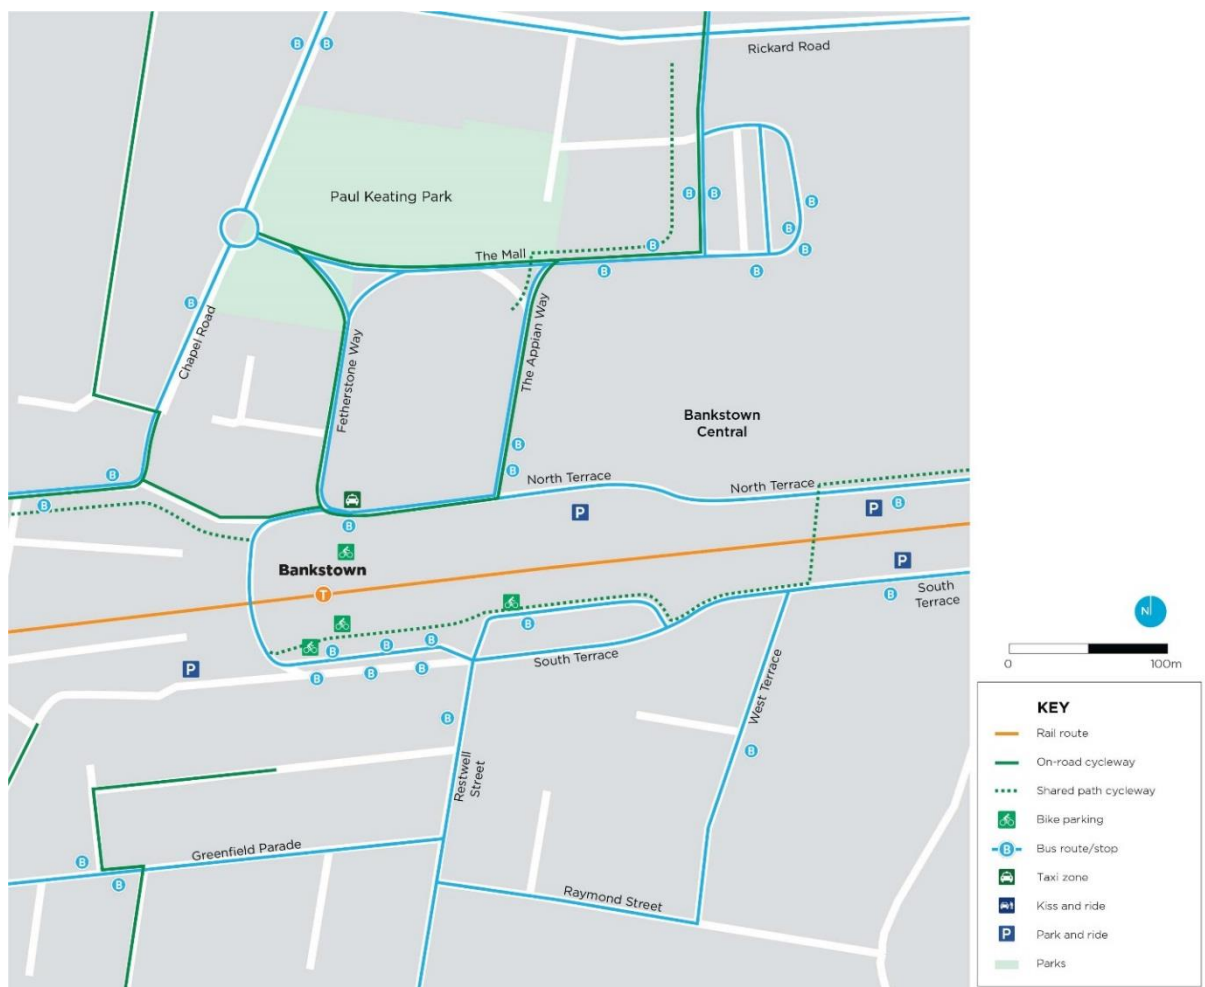 B
B
Rickard Road
Paul Keating Park
B
B
B
B
B
B
The Mall
B
B
B
Chapel Road
Fetherstone Way
The Appian Way
Bankstown
Central
B
B
B
B
North Terrace
North Terrace
P
P
B
B
Bankstown
T
P
B
South
Terrace
B
B
B
B
South Terrace
P
B
B
B
N
0
100m
B
Restwell
Street
West Terrace
B
Greenfield Parade
B
B
Raymond Street
KEY
Rail route
On-road cycleway
Shared path cycleway
Bike parking
B
Bus route/stop
Taxi zone
Kiss and ride
P
Park and ride
Parks